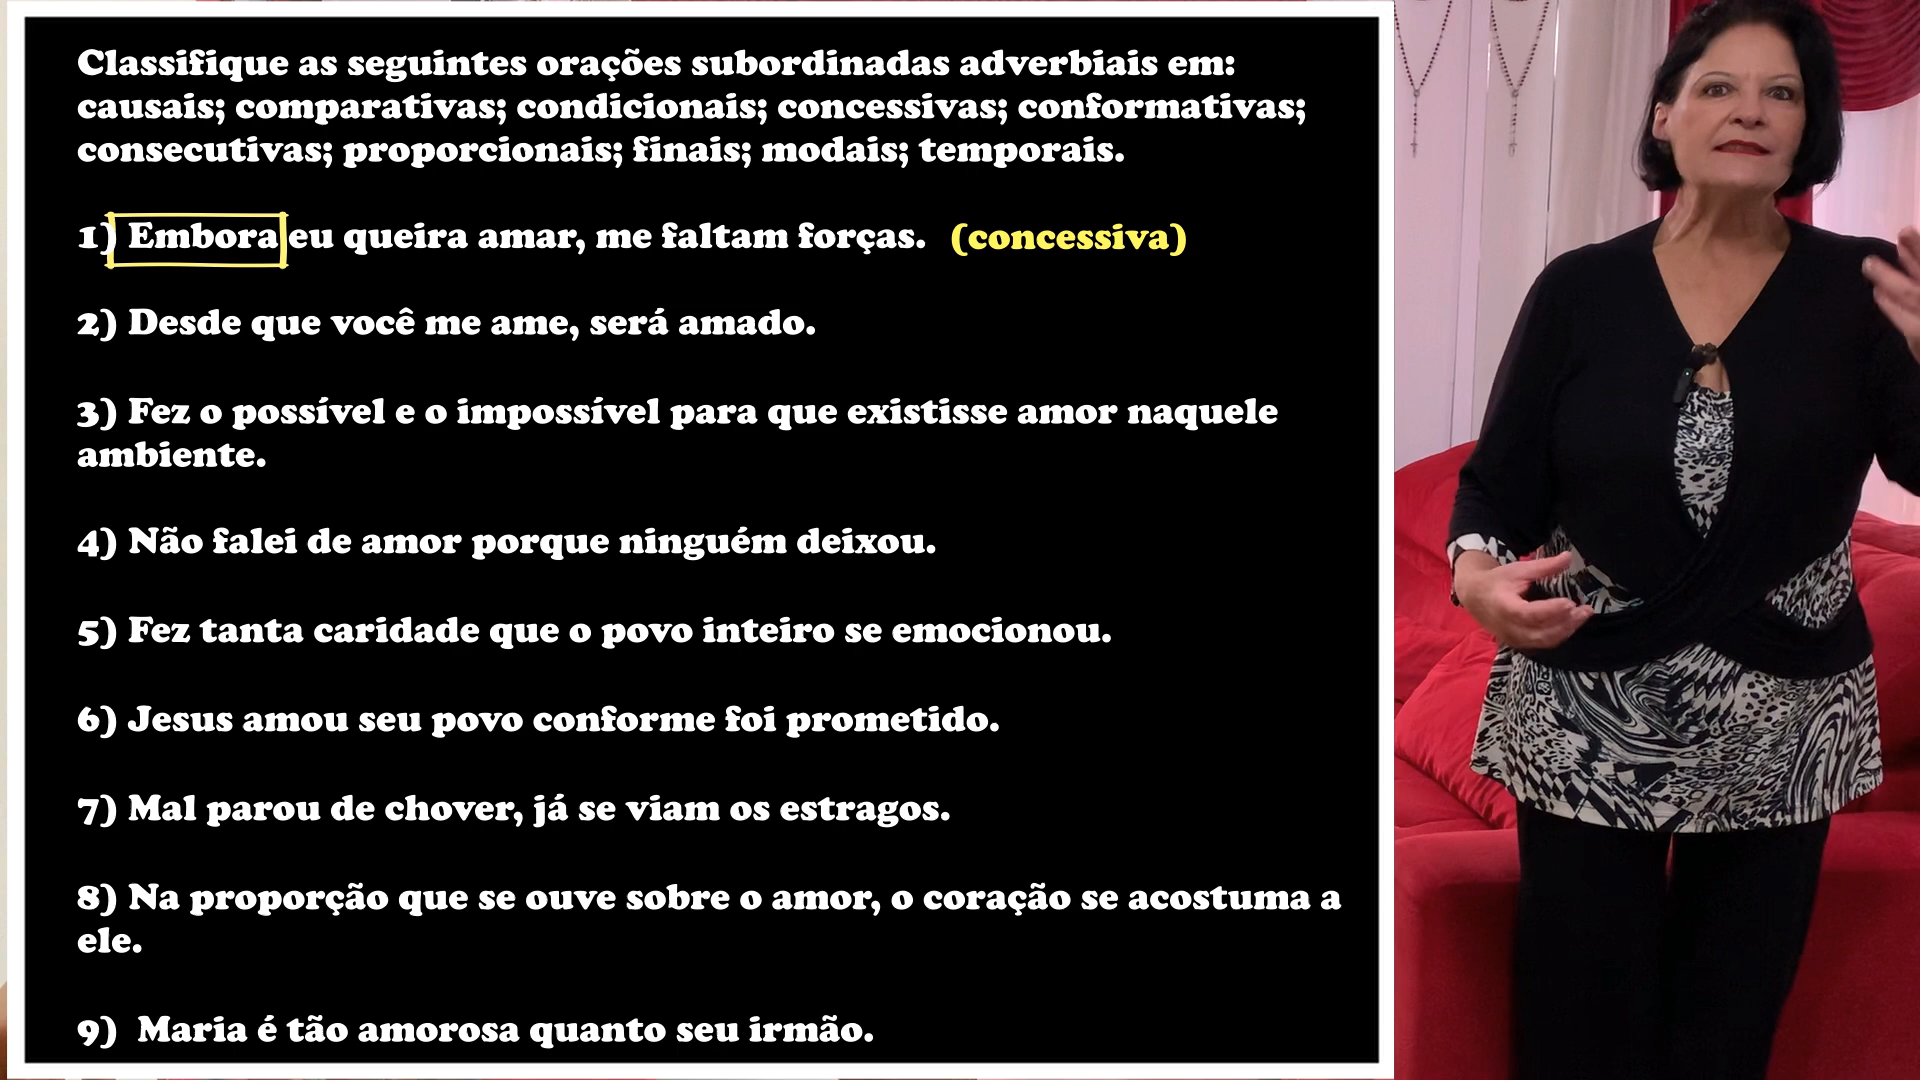 Classifique as seguintes orações subordinadas adverbiais em:
causais; comparativas; condicionais; concessivas; conformativas;
consecutivas; proporcionais; finais; modais; temporais.
1) Embora eu queira amar, me faltam forças. (concessiva)
2) Desde que você me ame, será amado.
3) Fez o possível e o impossível para que existisse amor naquele
ambiente.
4) Não falei de amor porque ninguém deixou.
5) Fez tanta caridade que o povo inteiro se emocionou.
6) Jesus amou seu povo conforme foi prometido.
7) Mal parou de chover, já se viam os estragos.
8) Na proporção que se ouve sobre o amor, o coração se acostuma a
ele.
9) Maria é tão amorosa quanto seu irmão.